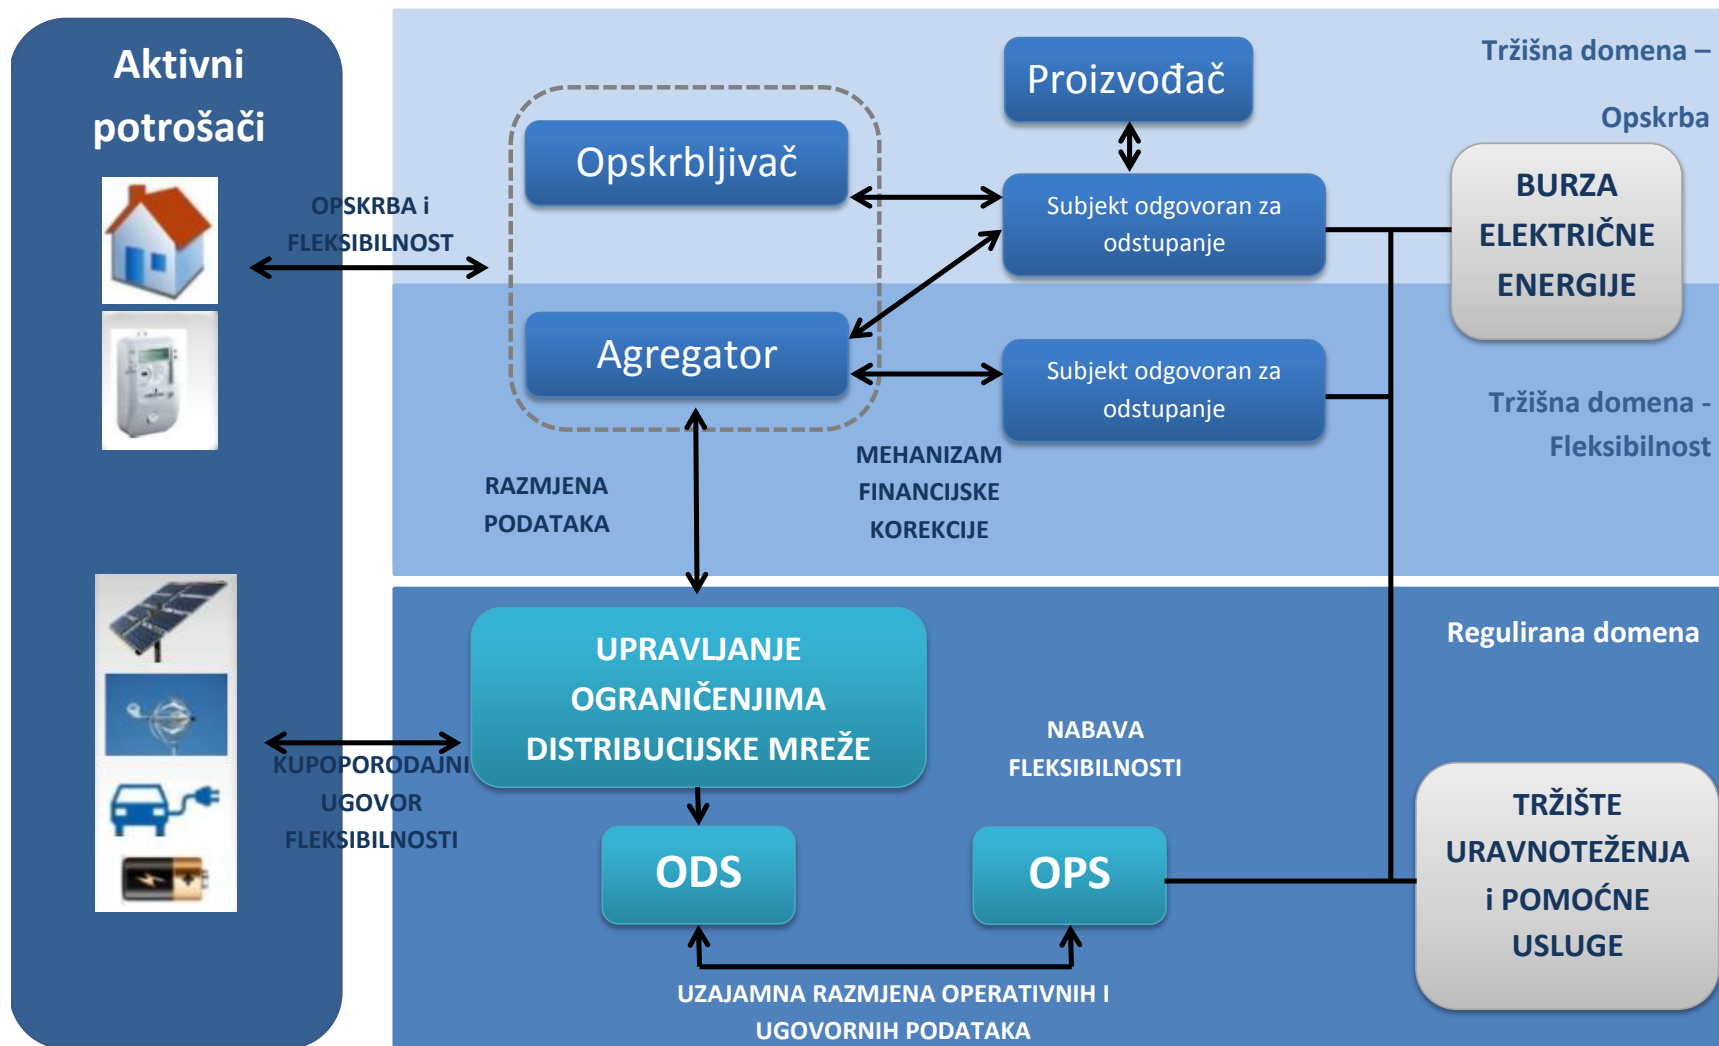 Aktivni
potrošači
OPSKRBA i
FLEKSIBILNOST
KUPOPORODAJNI
UGOVOR
FLEKSIBILNOSTI
Tržišna domena –
Opskrba
Proizvođač
Opskrbljivač
Subjekt odgovoran za
odstupanje
BURZA
ELEKTRIČNE
ENERGIJE
Agregator
Subjekt odgovoran za
odstupanje
Tržišna domena -
Fleksibilnost
RAZMJENA
PODATAKA
MEHANIZAM
FINANCIJSKE
KOREKCIJE
Regulirana domena
UPRAVLJANJE
OGRANIČENJIMA
DISTRIBUCIJSKE MREŽE
NABAVA
FLEKSIBILNOSTI
ODS
OPS
TRŽIŠTE
URAVNOTEŽENJA
i POMOĆNE
USLUGE
UZAJAMNA RAZMJENA OPERATIVNIH I
UGOVORNIH PODATAKA